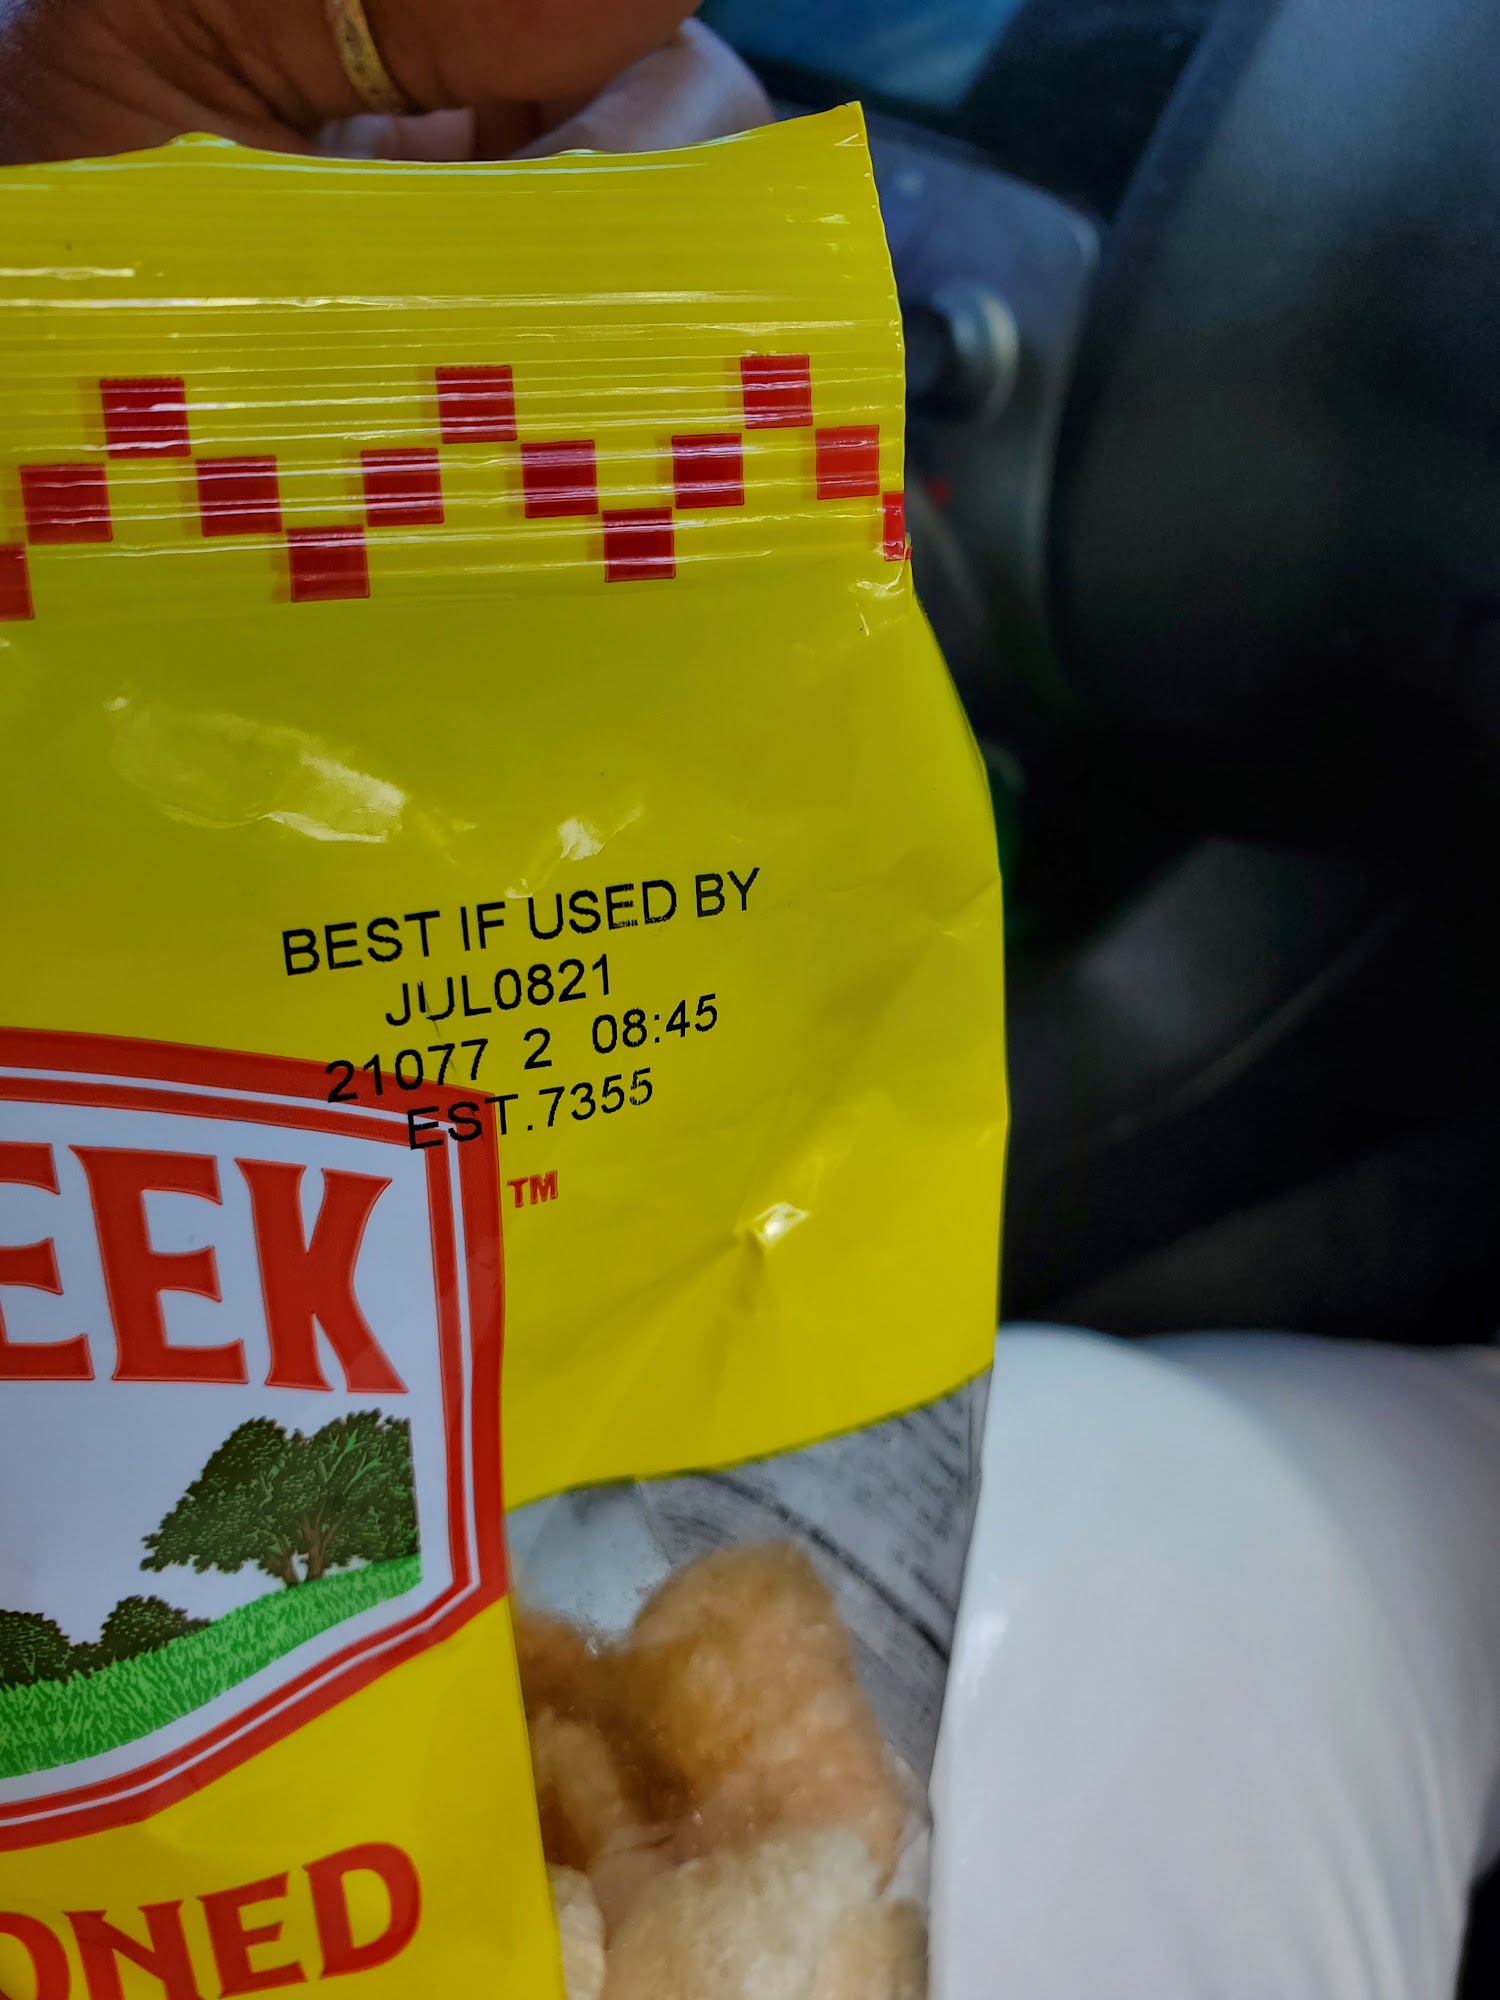 BEST IF USED BY
JUL0821
21077 2 08:45
EST.7355
EEK
TM
ONED